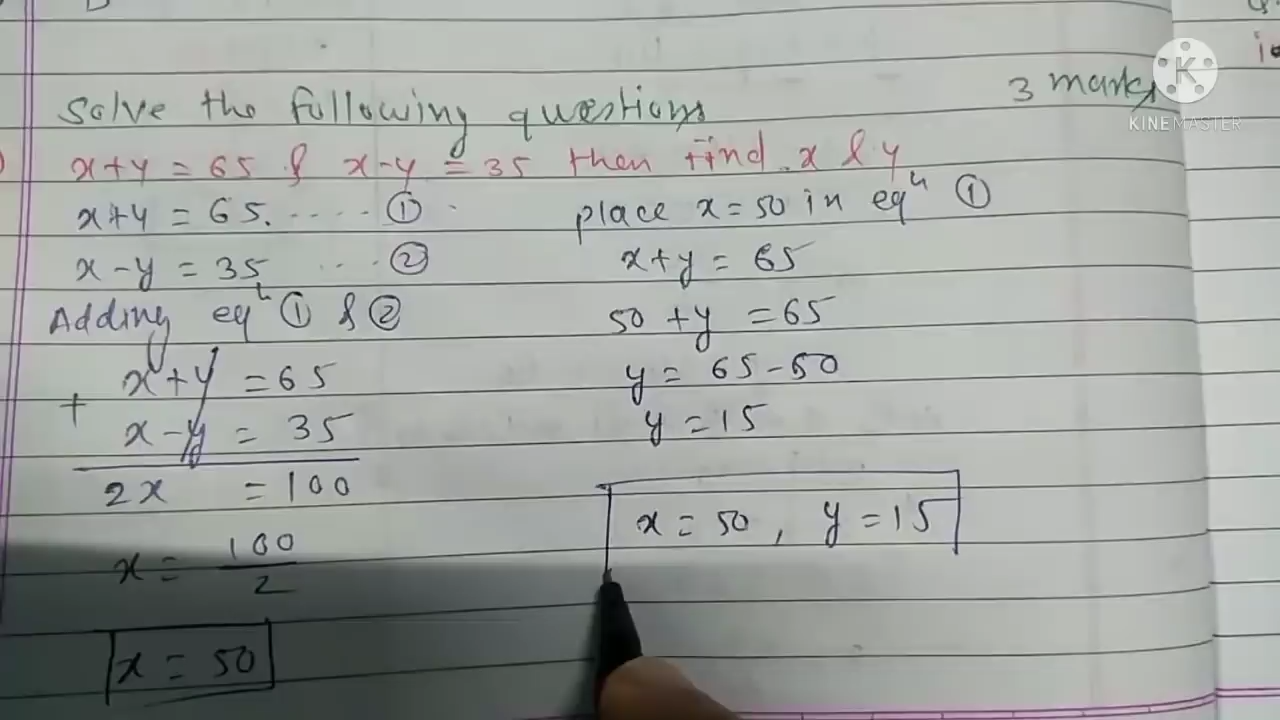 Solve the following questions
3 marks
x+y = 65 & x-y = 35 then find x & y
x+y = 65. .... ①
x-y = 35 ... ②
Adding eqⁿ ① & ②
x+y = 65
+
x-y = 35
2x = 100
x = 100/2
x = 50
place x = 50 in eqⁿ ①
x+y = 65
50+y = 65
y = 65-50
y = 15
x = 50, y = 15
K
KINEMASTER